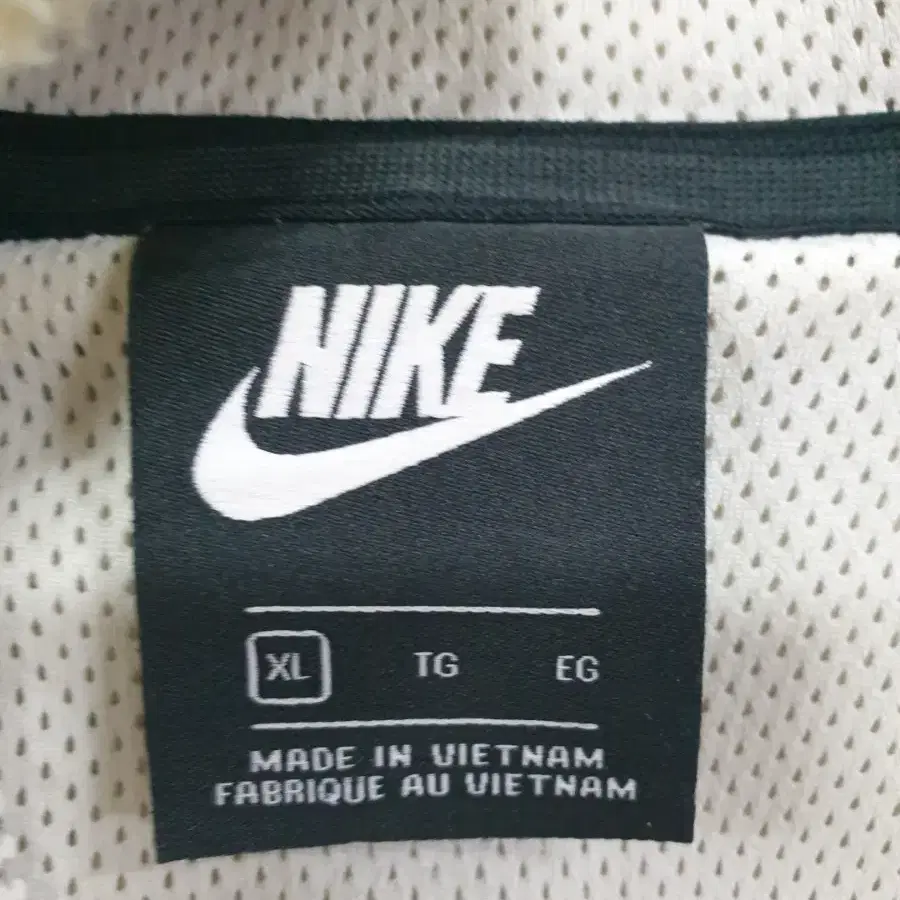 NIKE
XL TG EG
MADE IN VIETNAM
FABRIQUE AU VIETNAM